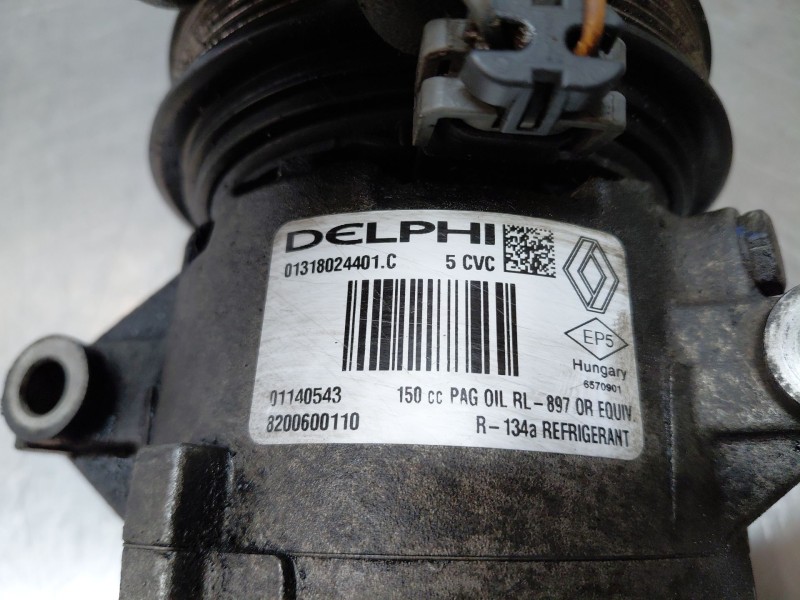 DELPHI
01318024401.C 5 CVC
EP5
Hungary
6570901
01140543 150 cc PAG OIL RL-897 OR EQUIV.
8200600110 R-134a REFRIGERANT